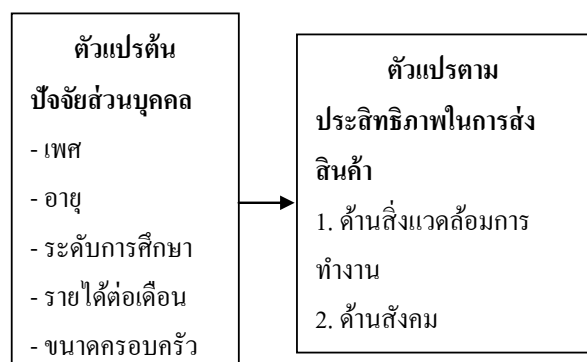 ตัวแปรต้น
ปัจจัยส่วนบุคคล
- เพศ
- อายุ
- ระดับการศึกษา
- รายได้ต่อเดือน
- ขนาดครอบครัว
ตัวแปรตาม
ประสิทธิภาพในการส่ง
สินค้า
1. ด้านสิ่งแวดล้อมการ
ทำงาน
2. ด้านสังคม